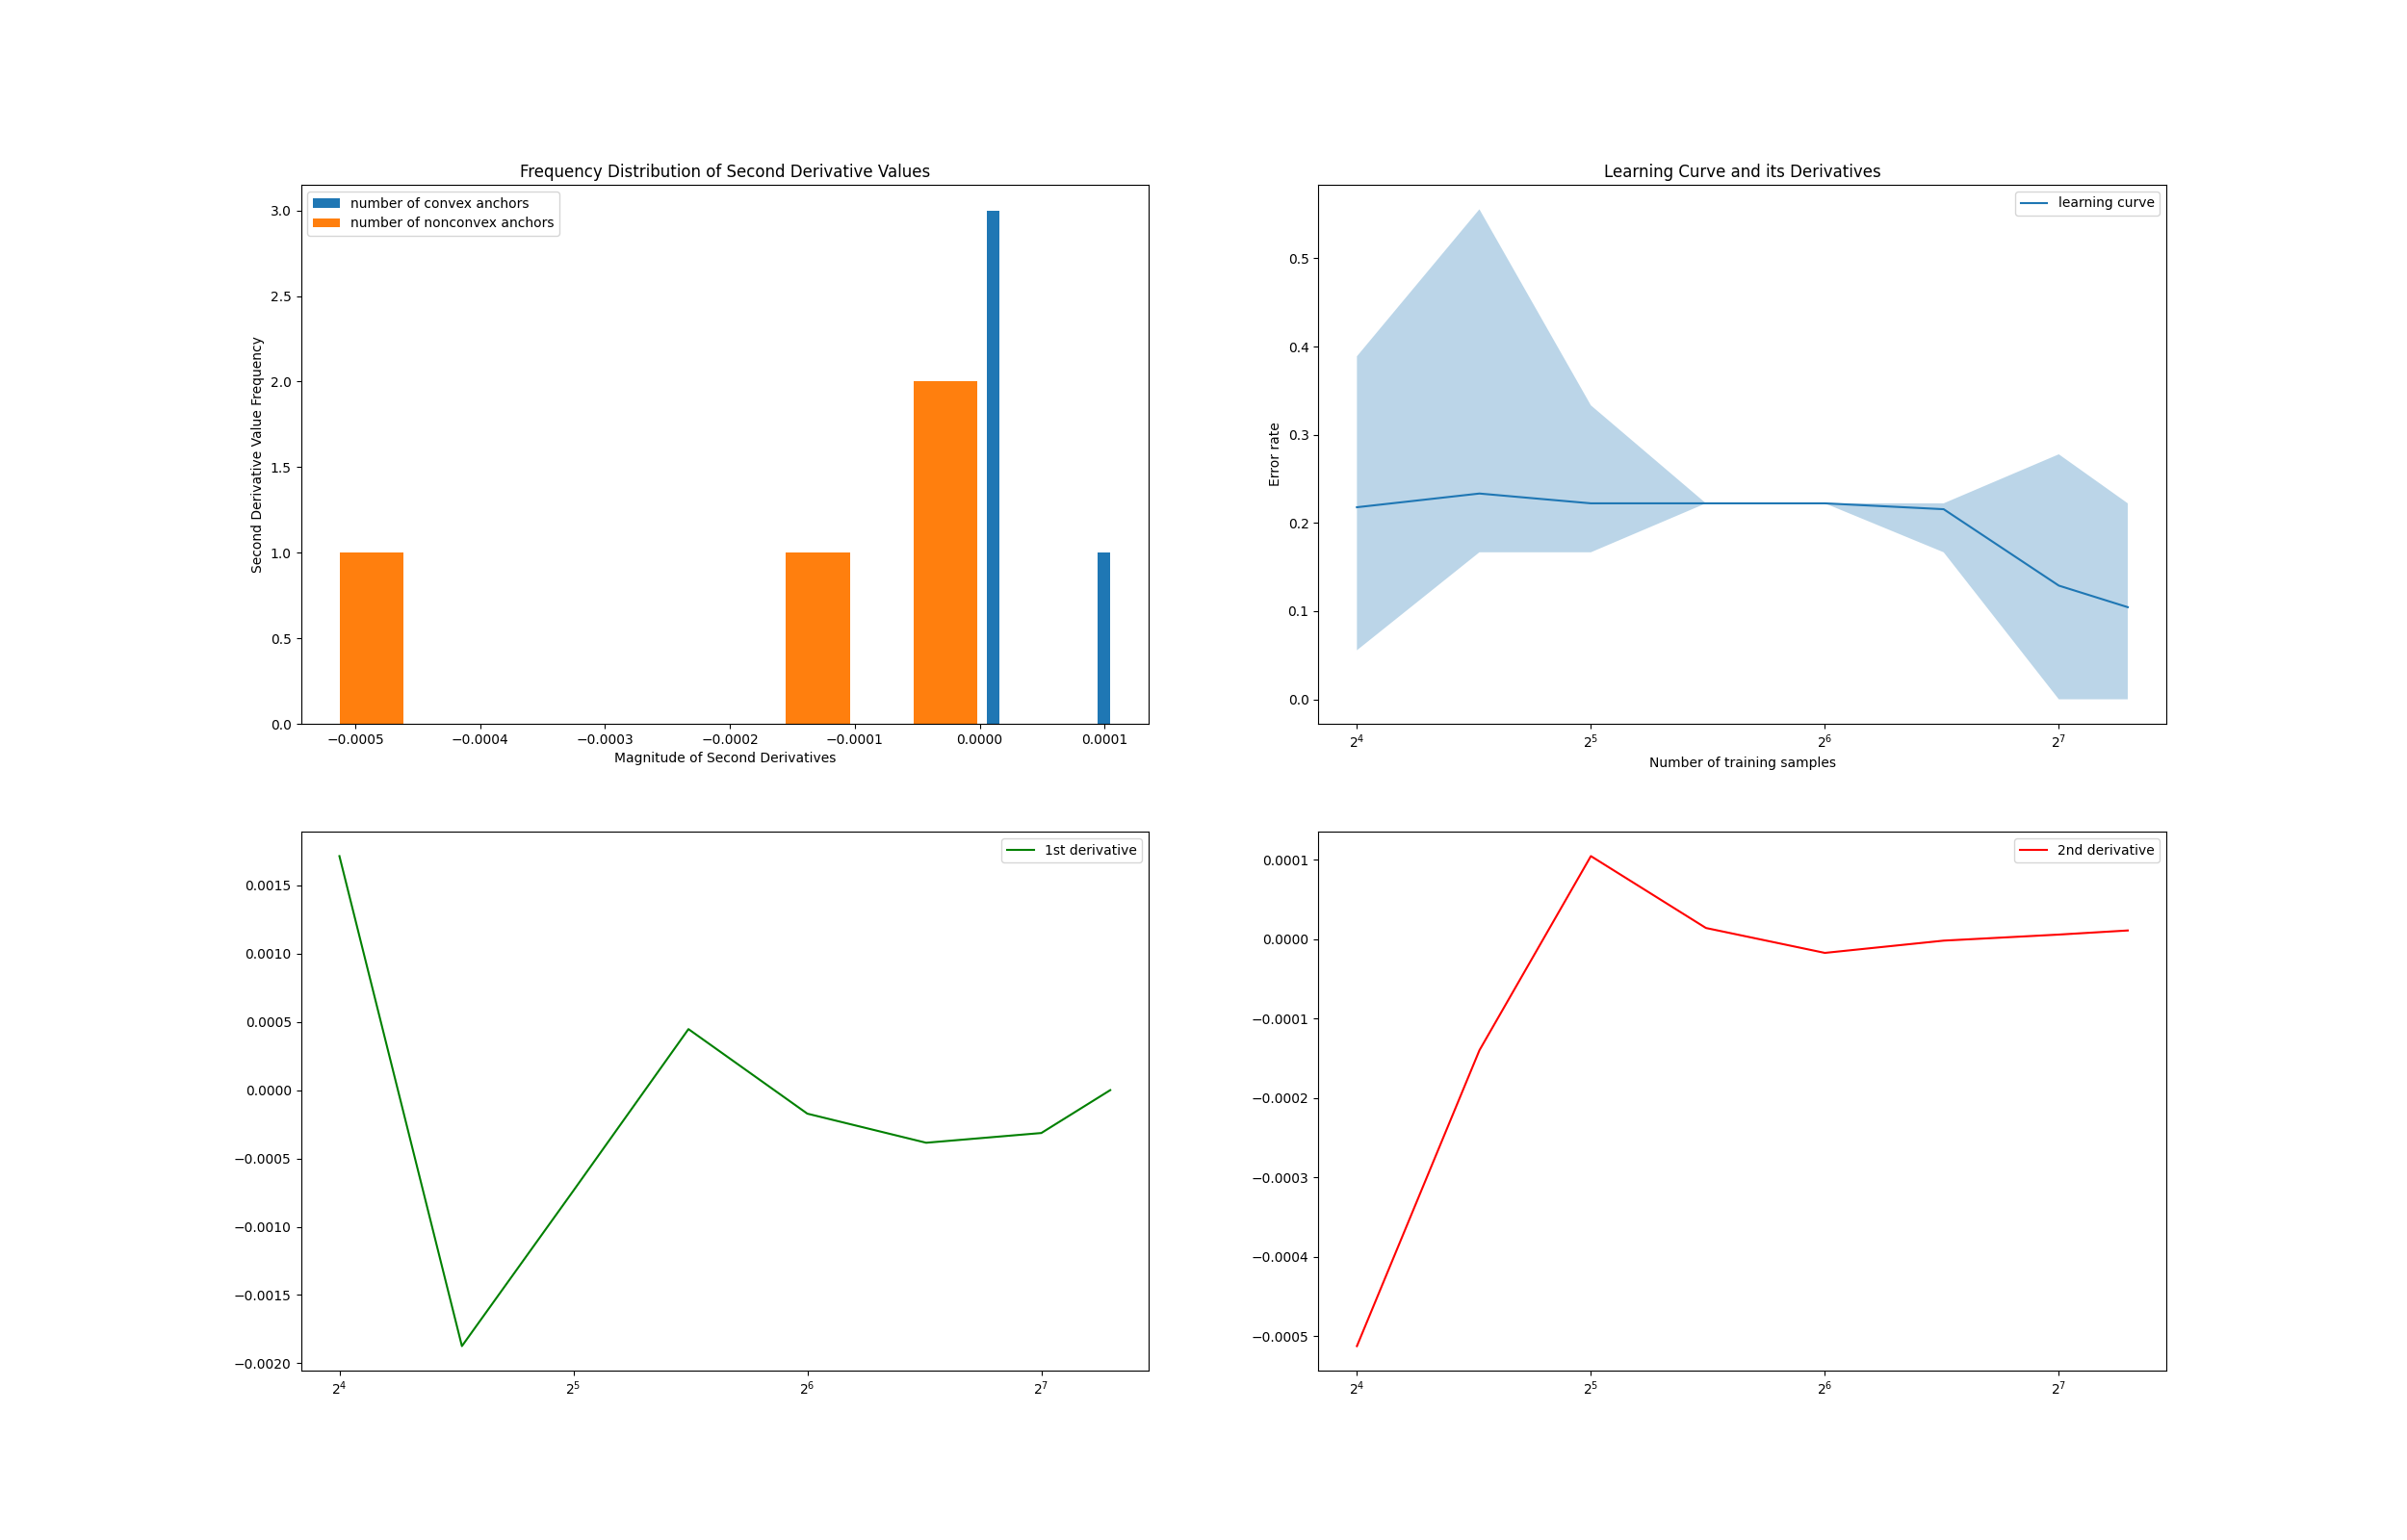 Frequency Distribution of Second Derivative Values
number of convex anchors
number of nonconvex anchors
Second Derivative Value Frequency
3.0
2.5
2.0
1.5
1.0
0.5
0.0
−0.0005 −0.0004 −0.0003 −0.0002 −0.0001 0.0000 0.0001
Magnitude of Second Derivatives
Learning Curve and its Derivatives
learning curve
Error rate
0.5
0.4
0.3
0.2
0.1
0.0
2⁴ 2⁵ 2⁶ 2⁷
Number of training samples
1st derivative
0.0015
0.0010
0.0005
0.0000
−0.0005
−0.0010
−0.0015
−0.0020
2⁴ 2⁵ 2⁶ 2⁷
2nd derivative
0.0001
0.0000
−0.0001
−0.0002
−0.0003
−0.0004
−0.0005
2⁴ 2⁵ 2⁶ 2⁷